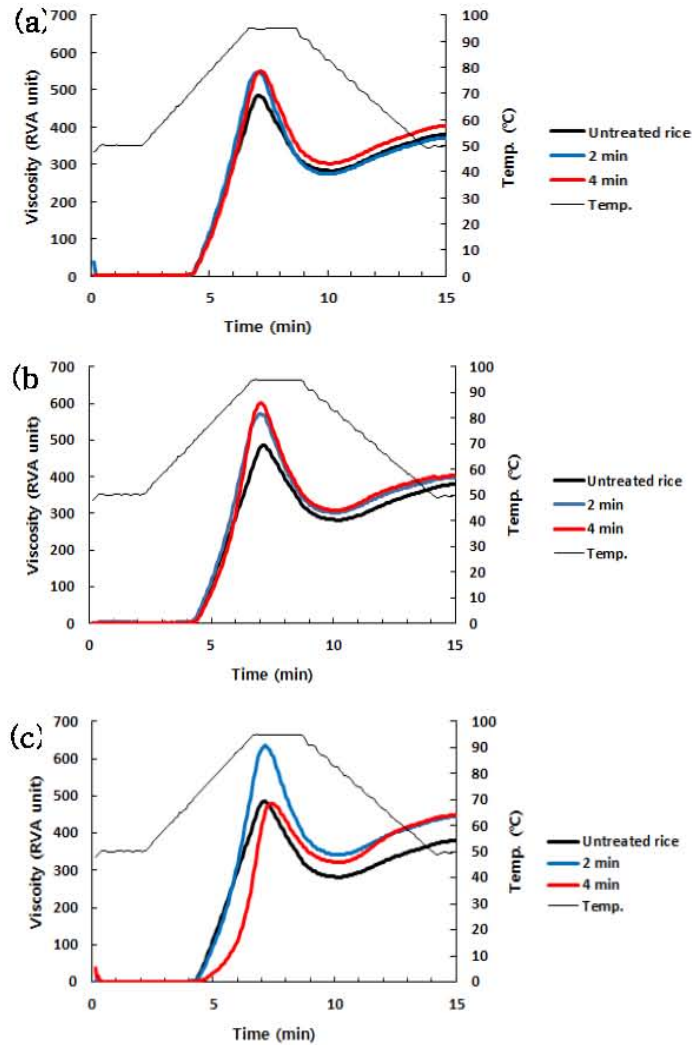 (a)
700
600
500
400
300
200
100
0
Viscosity (RVA unit)
0
5
10
15
Time (min)
100
90
80
70
60
50
40
30
20
10
0
Temp. (℃)
Untreated rice
2 min
4 min
Temp.
(b
700
600
500
400
300
200
100
0
Viscosity (RVA unit)
0
5
10
15
Time (min)
100
90
80
70
60
50
40
30
20
10
0
Temp. (℃)
Untreated rice
2 min
4 min
Temp.
(c)
700
600
500
400
300
200
100
0
Viscoity (RVA unit)
0
5
10
15
Time (min)
100
90
80
70
60
50
40
30
20
10
0
Temp. (℃)
Untreated rice
2 min
4 min
Temp.